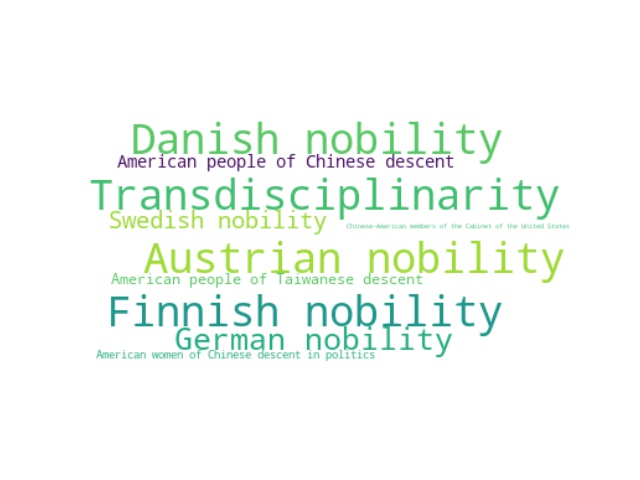 Danish nobility
American people of Chinese descent
Transdisciplinarity
Swedish nobility
Chinese-American members of the Cabinet of the United States
Austrian nobility
American people of Taiwanese descent
Finnish nobility
German nobility
American women of Chinese descent in politics